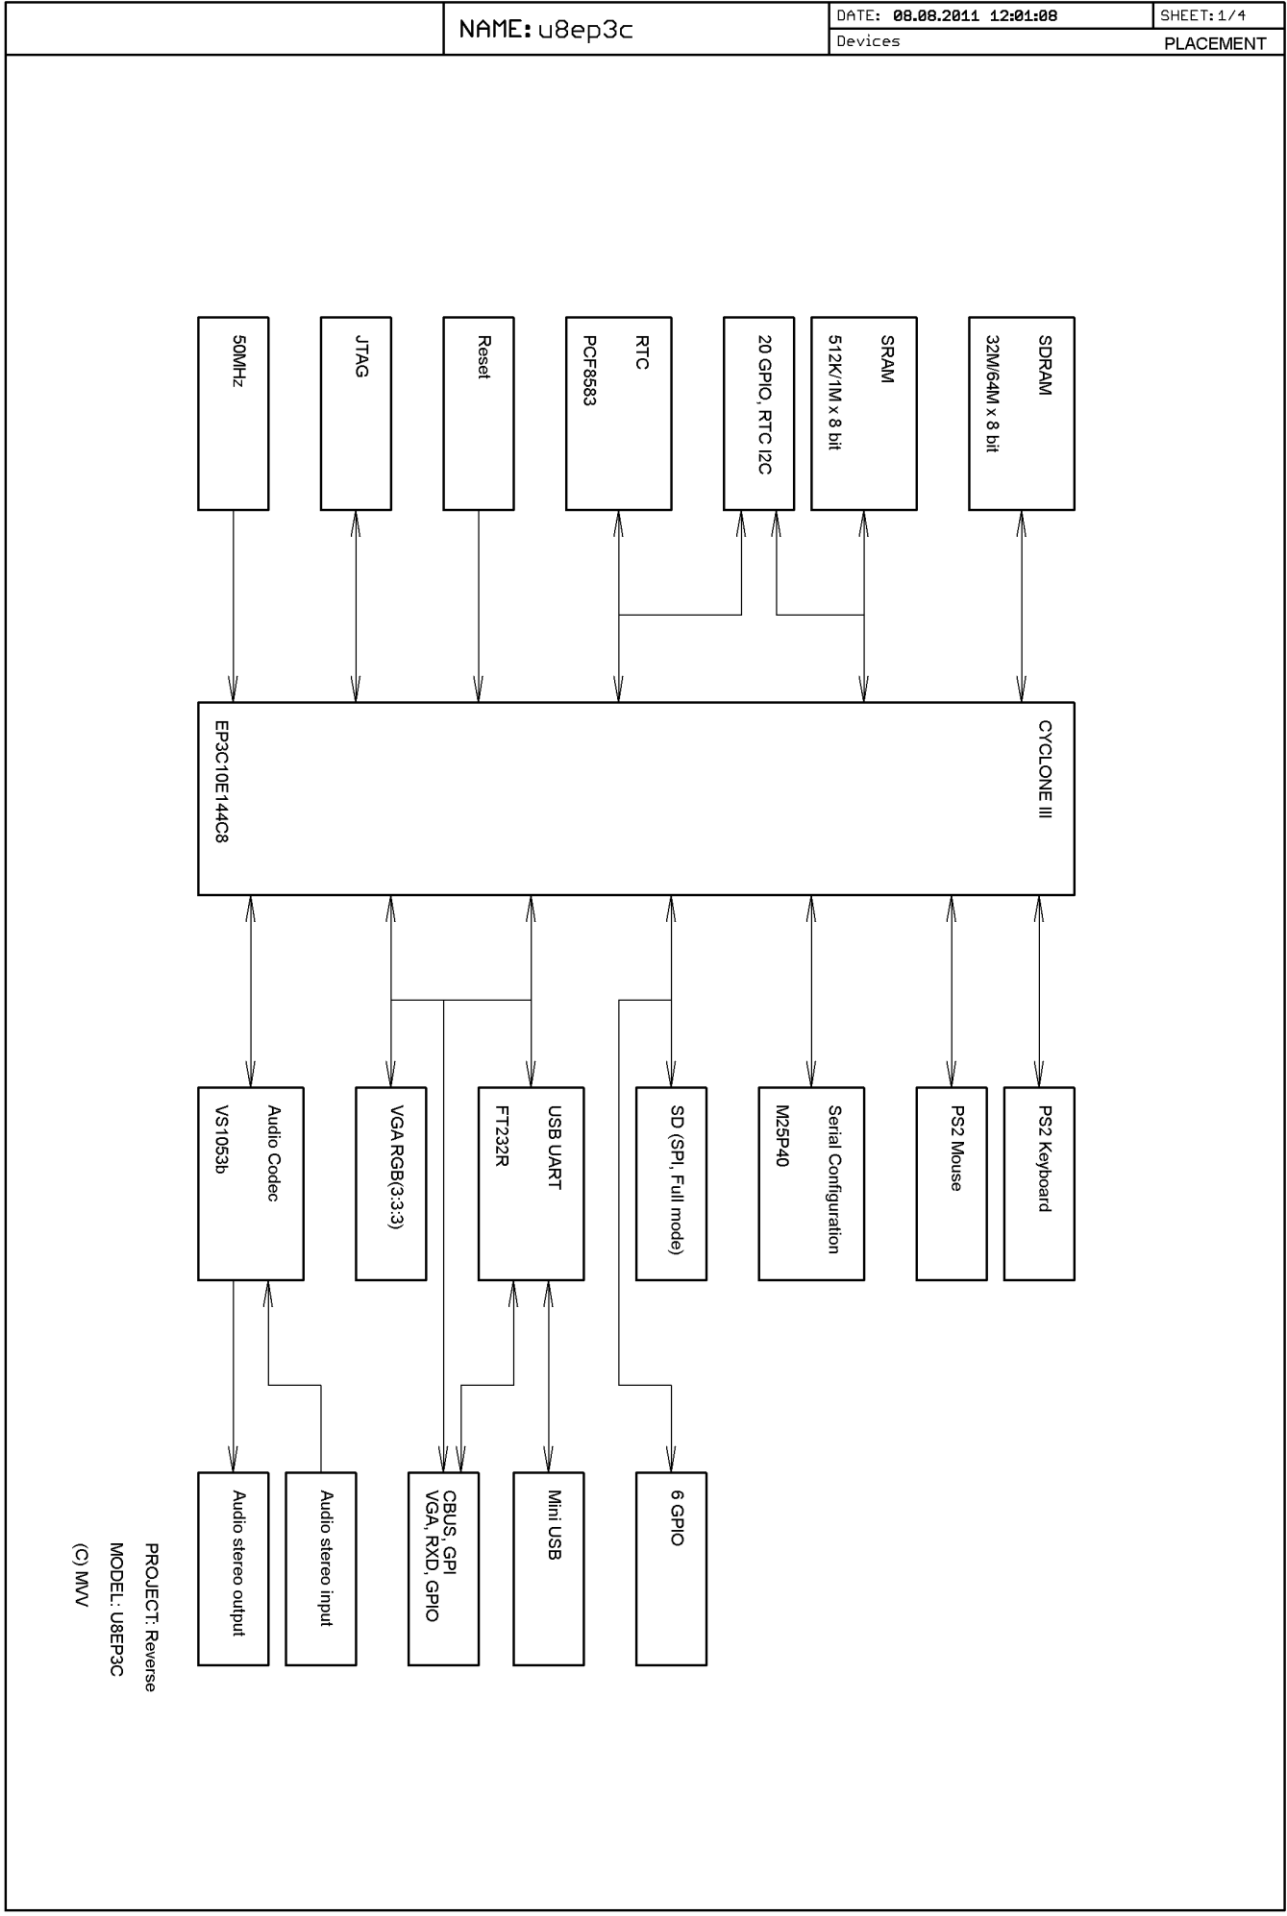 NAME: u8ep3c
DATE: 08.08.2011 12:01:08
SHEET: 1/4
Devices
PLACEMENT
SDRAM
32M/64M x 8 bit
SRAM
512K/1M x 8 bit
20 GPIO, RTC I2C
RTC
PCF8583
Reset
JTAG
50MHz
CYCLONE III
EP3C10E144C8
PS2 Keyboard
PS2 Mouse
Serial Configuration
M25P40
SD (SPI, Full mode)
USB UART
FT232R
VGA RGB(3:3:3)
Audio Codec
VS1053b
6 GPIO
Mini USB
CBUS, GPI
VGA, RXD, GPIO
Audio stereo input
Audio stereo output
PROJECT: Reverse
MODEL: U8EP3C
(C) MVV